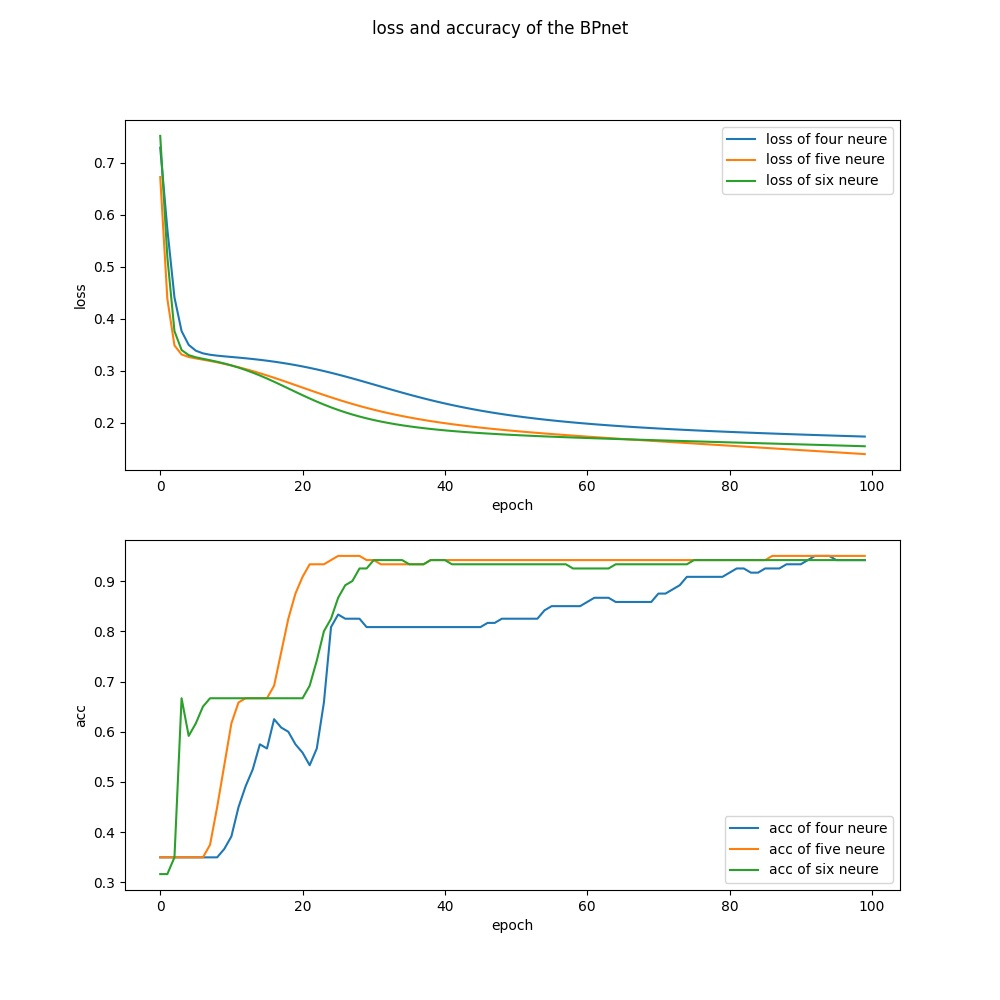 loss and accuracy of the BPnet
loss of four neure
loss of five neure
loss of six neure
0.7
0.6
0.5
0.4
0.3
0.2
loss
0 20 40 60 80 100
epoch
0.9
0.8
0.7
0.6
0.5
0.4
0.3
acc
acc of four neure
acc of five neure
acc of six neure
0 20 40 60 80 100
epoch